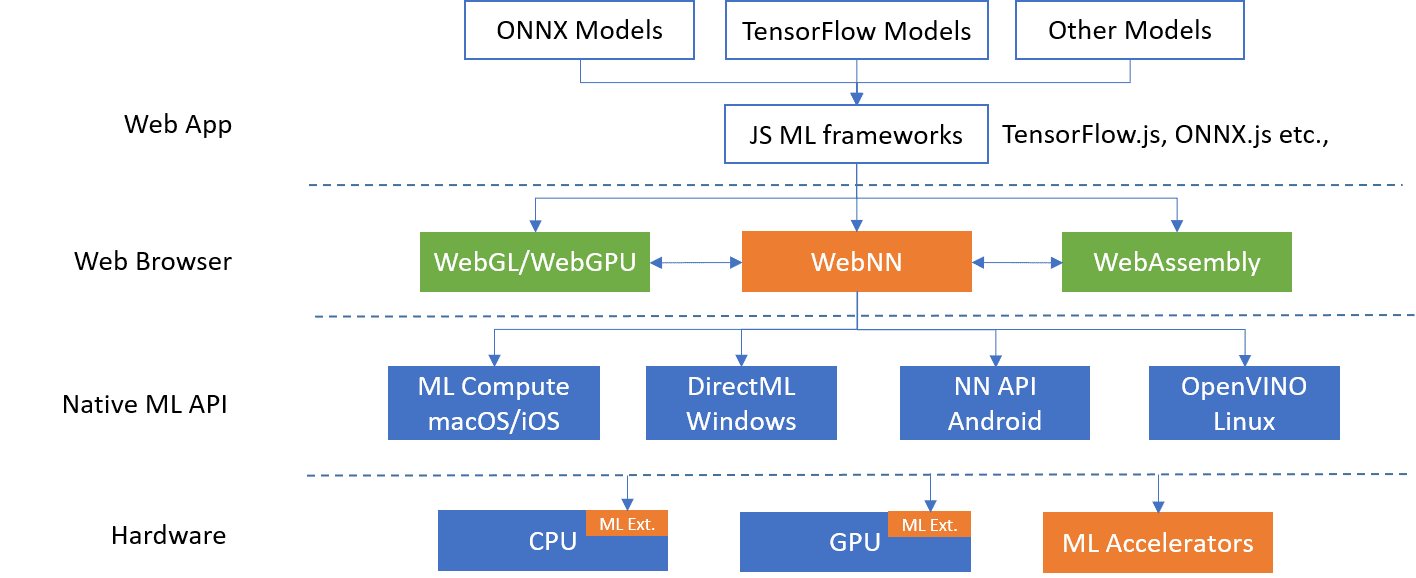 ONNX Models
TensorFlow Models
Other Models
Web App
JS ML frameworks
TensorFlow.js, ONNX.js etc.,
Web Browser
WebGL/WebGPU
WebNN
WebAssembly
Native ML API
ML Compute
macOS/iOS
DirectML
Windows
NN API
Android
OpenVINO
Linux
Hardware
CPU
ML Ext.
GPU
ML Ext.
ML Accelerators